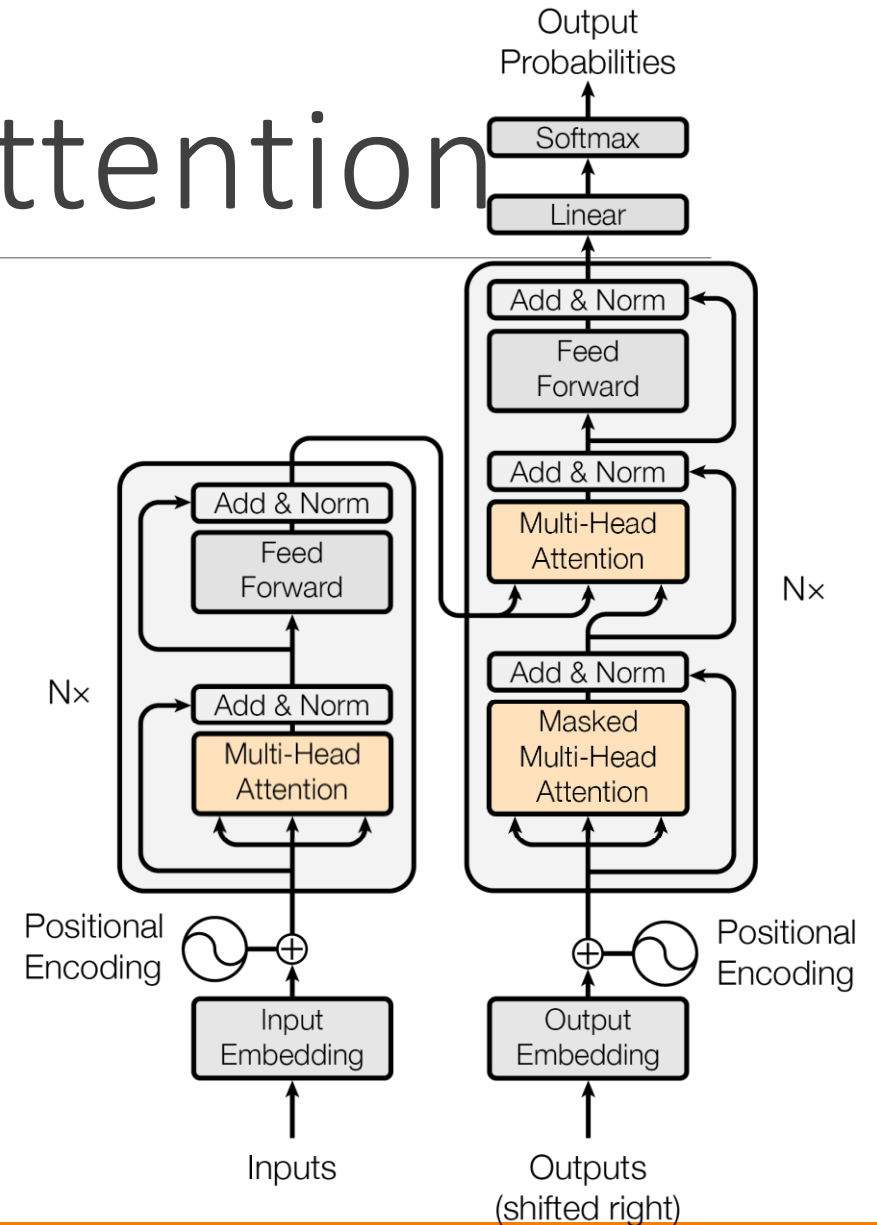 Output
Probabilities
ttention
Softmax
Linear
Add & Norm
Feed
Forward
Add & Norm
Multi-Head
Attention
Nx
Add & Norm
Masked
Multi-Head
Attention
Add & Norm
Feed
Forward
Nx
Add & Norm
Multi-Head
Attention
Positional
Encoding
Positional
Encoding
Input
Embedding
Output
Embedding
Inputs
Outputs
(shifted right)